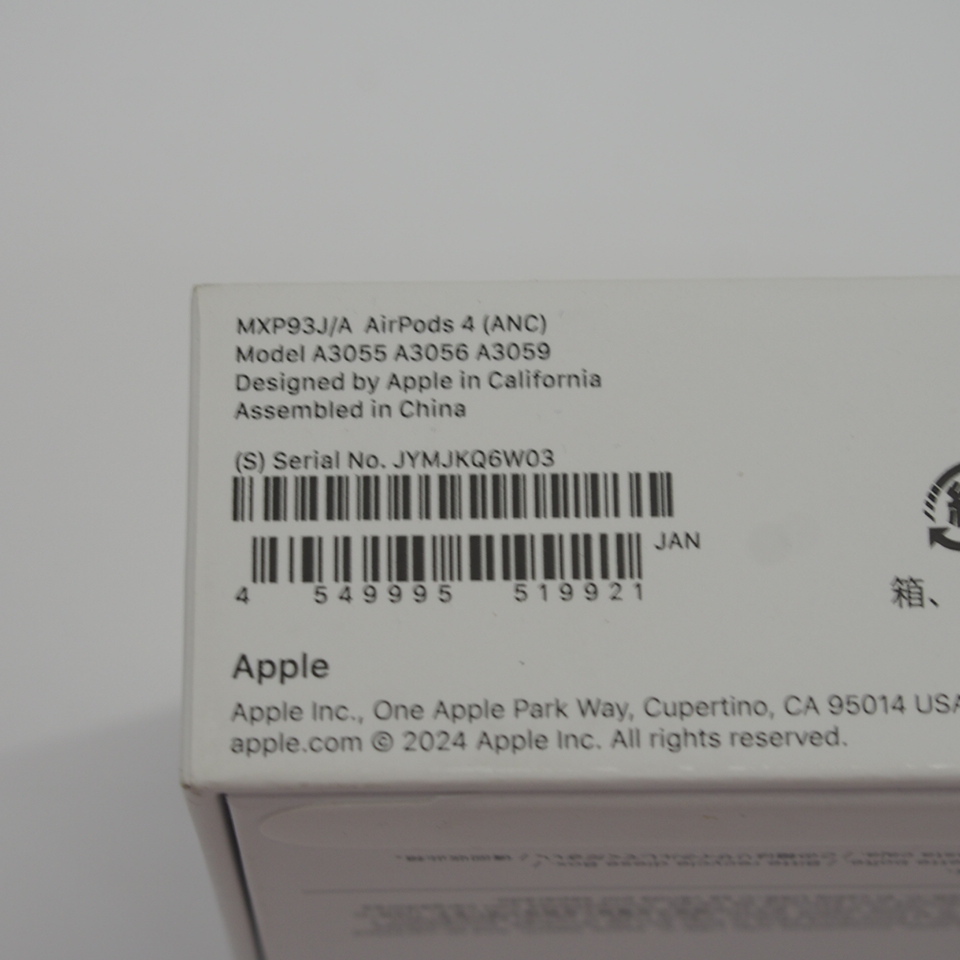 MXP93J/A AirPods 4 (ANC)
Model A3055 A3056 A3059
Designed by Apple in California
Assembled in China
(S) Serial No. JYMJKQ6W03
JAN
4 549995 519921
箱、
Apple
Apple Inc., One Apple Park Way, Cupertino, CA 95014 USA
apple.com © 2024 Apple Inc. All rights reserved.